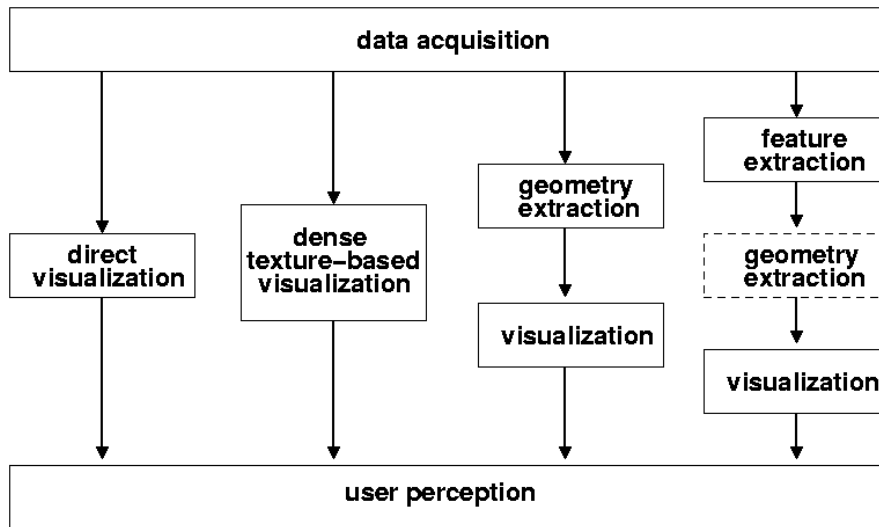 data acquisition
direct
visualization
dense
texture–based
visualization
geometry
extraction
visualization
feature
extraction
geometry
extraction
visualization
user perception